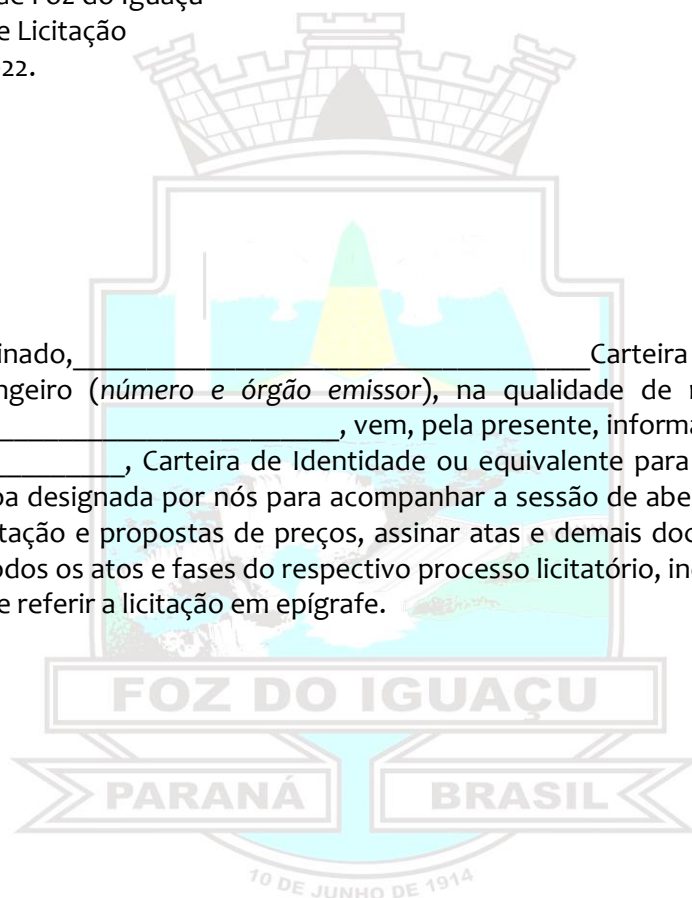 de Foz do Iguaçu
e Licitação
22.
inado,___________________________________Carteira
ngeiro (número e órgão emissor), na qualidade de
_______________________, vem, pela presente, informa
_________, Carteira de Identidade ou equivalente para
oa designada por nós para acompanhar a sessão de abe
tação e propostas de preços, assinar atas e demais doc
odos os atos e fases do respectivo processo licitatório, in
e referir a licitação em epígrafe.
FOZ DO IGUAÇU
PARANÁ BRASIL
10 DE JUNHO DE 1914